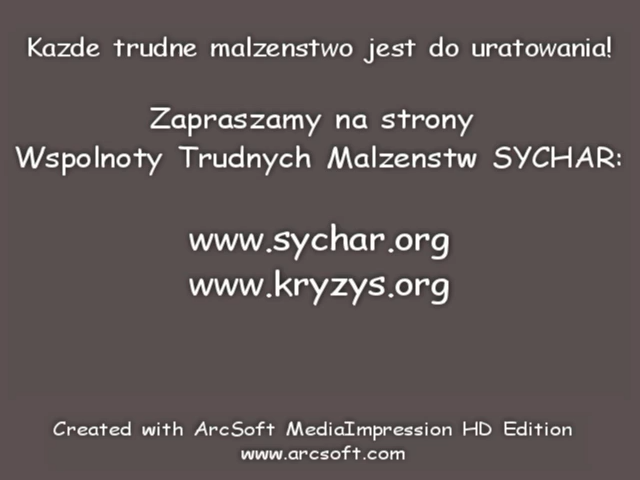 Kazde trudne malzenstwo jest do uratowania!
Zapraszamy na strony
Wspolnoty Trudnych Malzenstw SYCHAR:
www.sychar.org
www.kryzys.org
Created with ArcSoft MediaImpression HD Edition
www.arcsoft.com